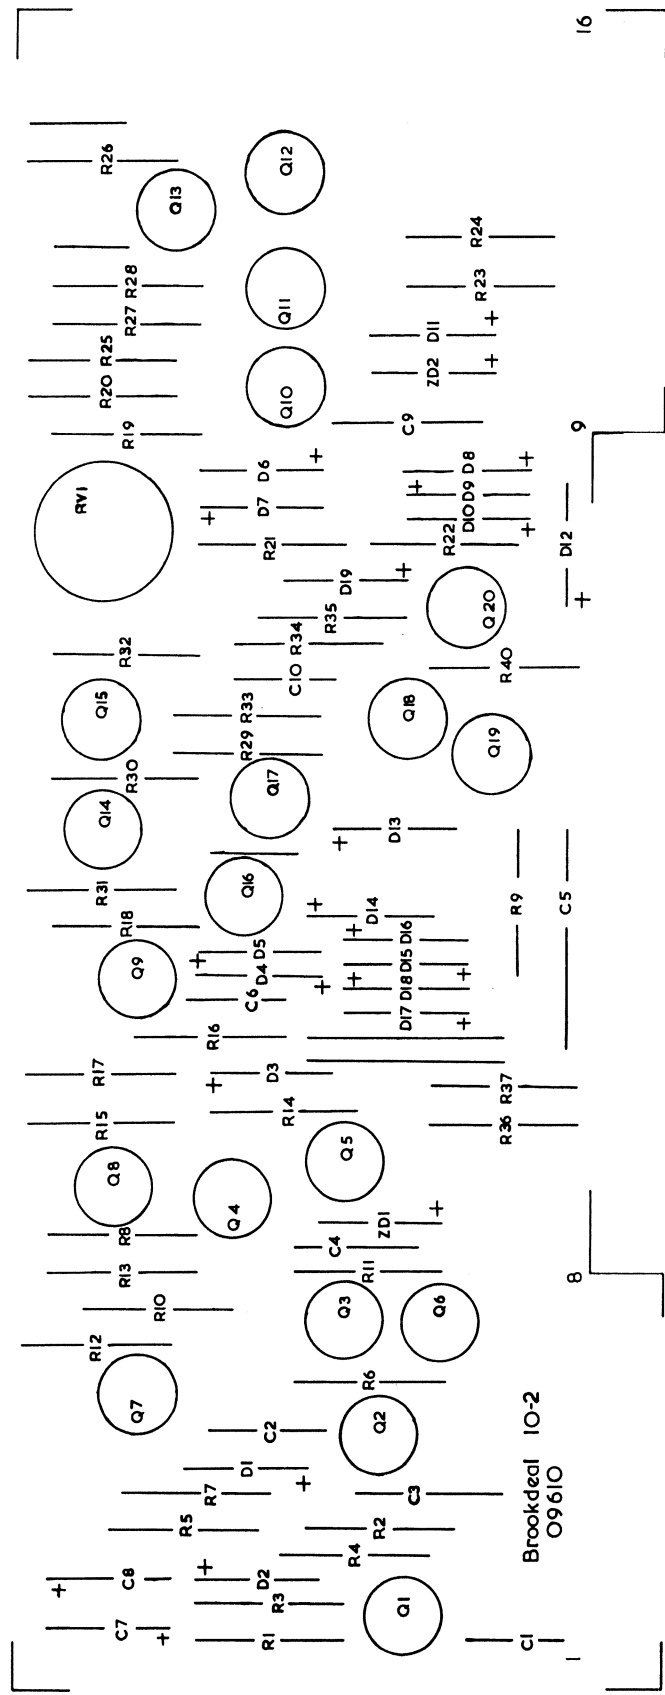 16
R26
Q12
Q13
R24
R28
Q11
R23
R27
D11
+
R25
ZD2
+
R20
Q10
R19
C9
9
RV1
D6
+
D8
+
D7
+
D9
+
D10
+
R21
R22
D12
+
D19
+
R35
Q20
R34
R32
C10
R40
Q15
R33
Q18
R29
Q19
R30
Q17
Q14
D13
+
R31
Q16
R9
C5
R18
D14
+
D16
+
Q9
D5
+
D15
+
D4
+
D18
+
C6
D17
+
R16
R17
D3
+
R37
R15
R14
R36
Q8
Q5
Q4
R8
ZD1
+
C4
R13
R11
8
R10
Q3
Q6
R12
R6
Q7
C2
Q2
D1
+
R7
C3
R5
R2
R4
Brookdeal 10-2
09610
C8
+
D2
+
R3
Q1
C7
+
R1
C1
1